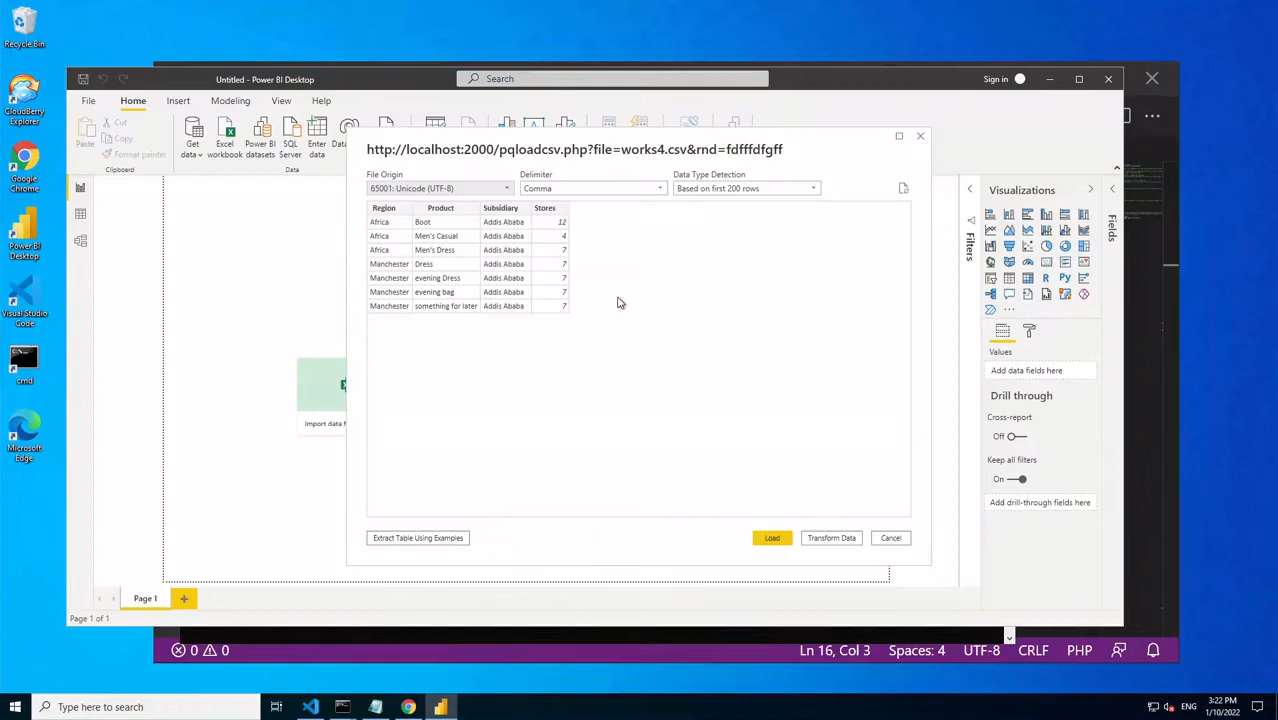 Recycle Bin
CloudBerry
Explorer
Google
Chrome
Power BI
Desktop
Visual Studio
Code
cmd
Microsoft
Edge
Untitled - Power BI Desktop
Search
Sign in
File
Home
Insert
Modeling
View
Help
Paste
Cut
Copy
Format painter
Clipboard
Get
data
Excel
workbook
Power BI
datasets
SQL
Server
Enter
data
Data
http://localhost:2000/pqloadcsv.php?file=works4.csv&rnd=fdfffdfgff
File Origin
Delimiter
Data Type Detection
65001: Unicode (UTF-8)
Comma
Based on first 200 rows
Region Product Subsidiary Stores
Africa Boot Addis Ababa 12
Africa Men's Casual Addis Ababa 4
Africa Men's Dress Addis Ababa 7
Manchester Dress Addis Ababa 7
Manchester evening Dress Addis Ababa 7
Manchester evening bag Addis Ababa 7
Manchester something for later Addis Ababa 7
Import data f
Extract Table Using Examples
Load
Transform Data
Cancel
Filters
Visualizations
Fields
Values
Add data fields here
Drill through
Cross-report
Off
Keep all filters
On
Add drill-through fields here
Page 1
Page 1 of 1
0 0
Ln 16, Col 3
Spaces: 4
UTF-8
CRLF
PHP
Type here to search
ENG
3:22 PM
1/10/2022